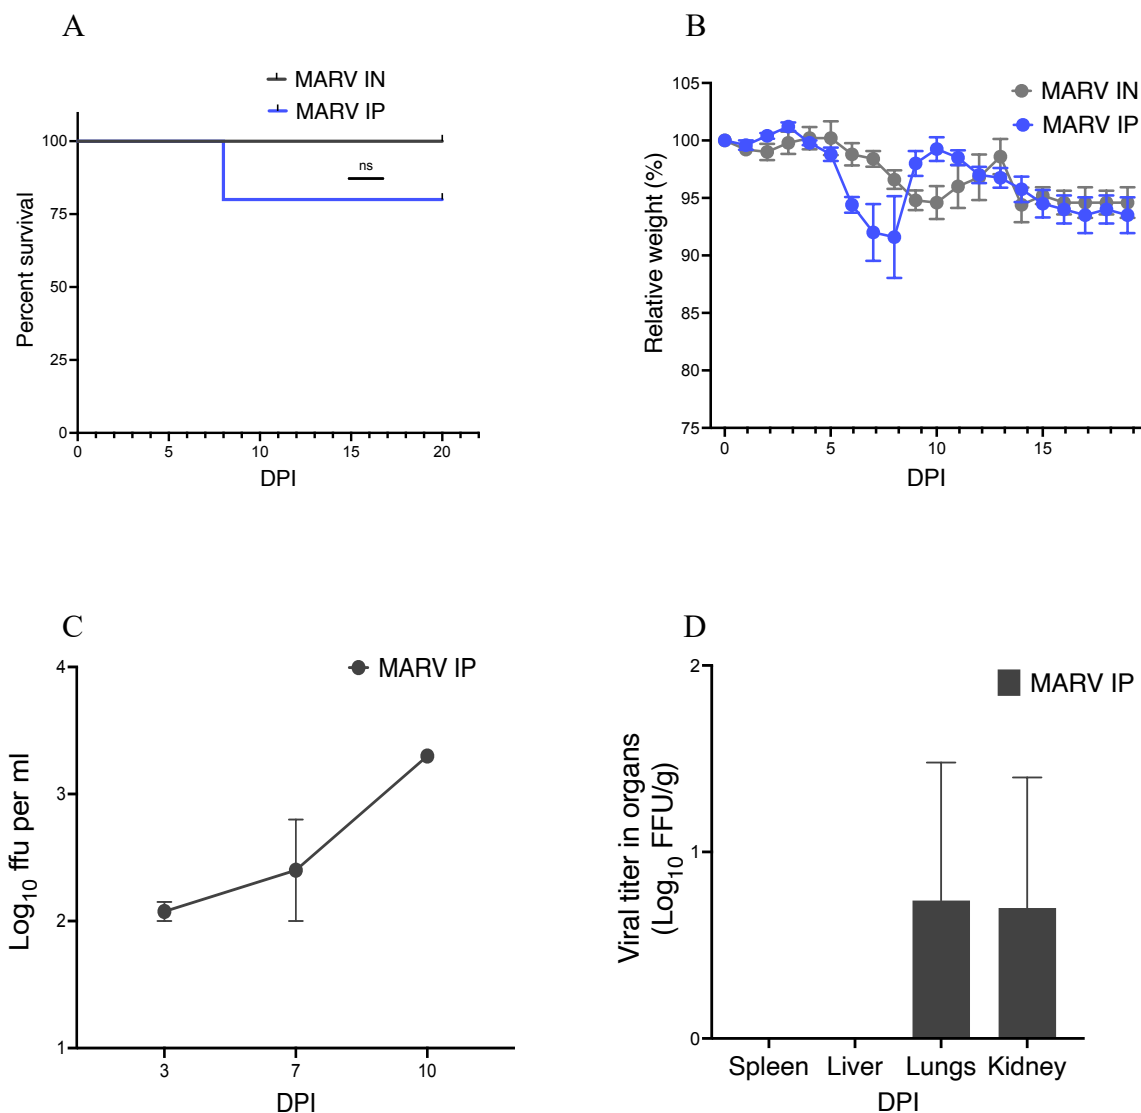 A
MARV IN
MARV IP
100
75
50
25
0
ns
Percent survival
0 5 10 15 20
DPI
B
MARV IN
MARV IP
105
100
95
90
85
80
75
Relative weight (%)
0 5 10 15
DPI
C
MARV IP
4
3
2
1
Log10 ffu per ml
3 7 10
DPI
D
MARV IP
2
1
0
Viral titer in organs
(Log10 FFU/g)
Spleen Liver Lungs Kidney
DPI